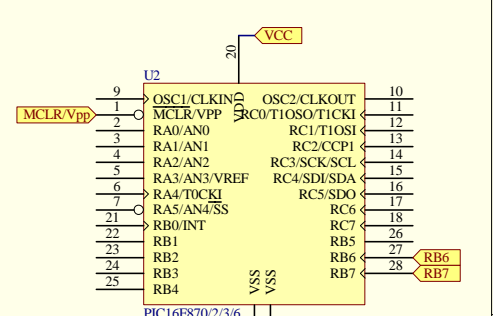 VCC
20
U2
9 OSC1/CLKIN VDD OSC2/CLKOUT 10
MCLR/Vpp 1 MCLR/VPP RC0/T1OSO/T1CKI 11
2 RA0/AN0 RC1/T1OSI 12
3 RA1/AN1 RC2/CCP1 13
4 RA2/AN2 RC3/SCK/SCL 14
5 RA3/AN3/VREF RC4/SDI/SDA 15
6 RA4/T0CKI RC5/SDO 16
7 RA5/AN4/SS RC6 17
21 RB0/INT RC7 18
22 RB1 RB5 26
23 RB2 RB6 27 RB6
24 RB3 RB7 28 RB7
25 RB4 VSS VSS
PIC16F870/2/3/6